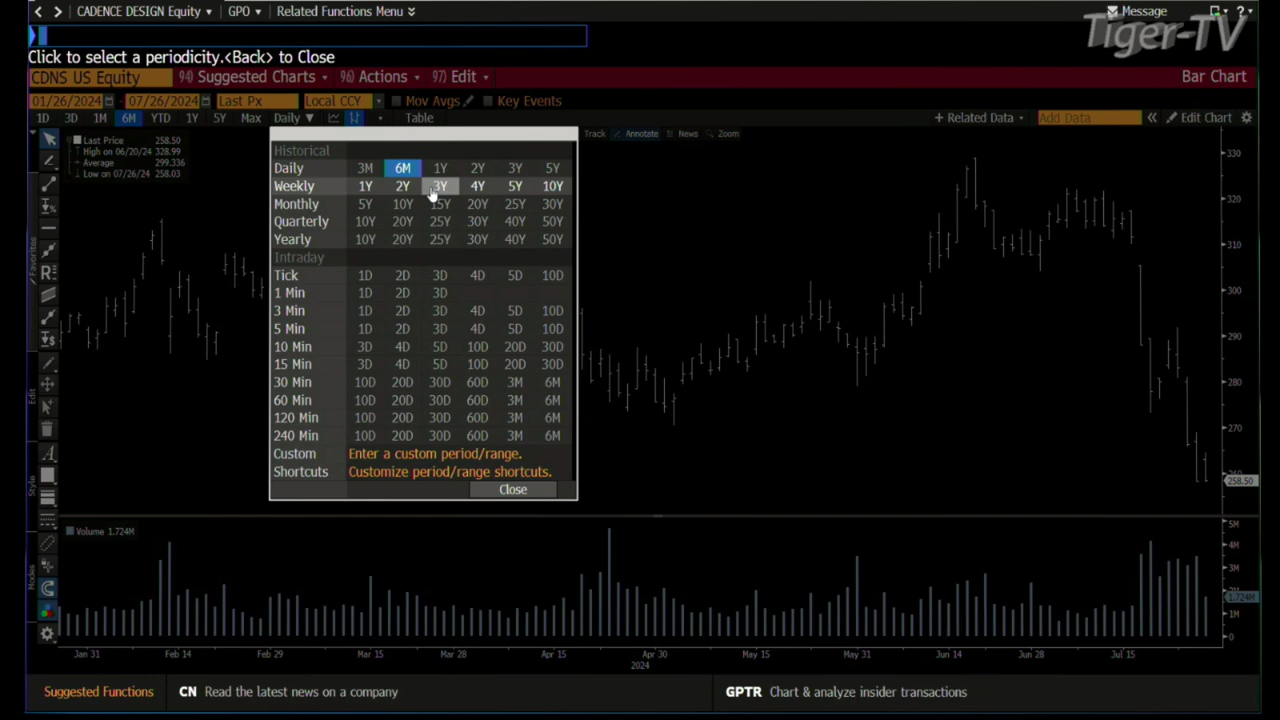 CADENCE DESIGN Equity GPO Related Functions Menu Message ?
Tiger-TV
Click to select a periodicity.<Back> to Close
CDNS US Equity 94) Suggested Charts 96) Actions 97) Edit Bar Chart
01/26/2024 - 07/26/2024 Last Px Local CCY Mov Avgs Key Events
1D 3D 1M 6M YTD 1Y 5Y Max Daily Table + Related Data Add Data Edit Chart
Track Annotate News Zoom
Last Price 258.50
High on 06/20/24 328.99
Average 299.336
Low on 07/26/24 258.03
Historical
Daily 3M 6M 1Y 2Y 3Y 5Y
Weekly 1Y 2Y 3Y 4Y 5Y 10Y
Monthly 5Y 10Y 15Y 20Y 25Y 30Y
Quarterly 10Y 20Y 25Y 30Y 40Y 50Y
Yearly 10Y 20Y 25Y 30Y 40Y 50Y
Intraday
Tick 1D 2D 3D 4D 5D 10D
1 Min 1D 2D 3D
3 Min 1D 2D 3D 4D 5D 10D
5 Min 1D 2D 3D 4D 5D 10D
10 Min 3D 4D 5D 10D 20D 30D
15 Min 3D 4D 5D 10D 20D 30D
30 Min 10D 20D 30D 60D 3M 6M
60 Min 10D 20D 30D 60D 3M 6M
120 Min 10D 20D 30D 60D 3M 6M
240 Min 10D 20D 30D 60D 3M 6M
Custom Enter a custom period/range.
Shortcuts Customize period/range shortcuts.
Close
Favorites
Edit
Style
Modes
330
320
310
300
290
280
270
258.50
Volume 1.724M
5M
4M
3M
1.724M
1M
0
Jan 31 Feb 14 Feb 29 Mar 15 Mar 28 Apr 15 Apr 30 May 15 May 31 Jun 14 Jun 28 Jul 15
2024
Suggested Functions CN Read the latest news on a company GPTR Chart & analyze insider transactions